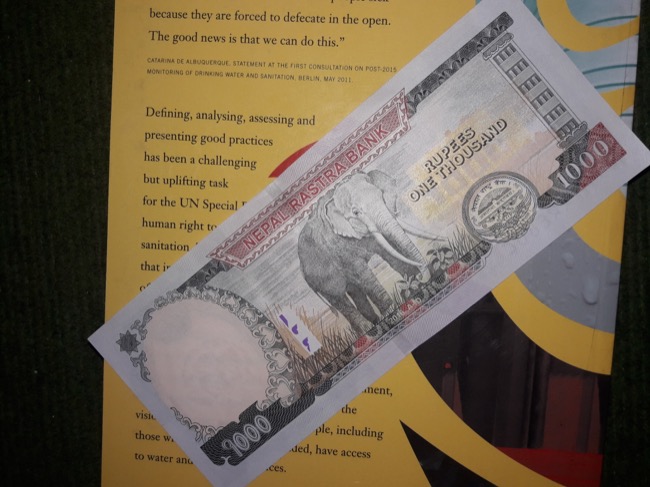 because they are forced to defecate in the open.
The good news is that we can do this.”
CATARINA DE ALBUQUERQUE, STATEMENT AT THE FIRST CONSULTATION ON POST-2015
MONITORING OF DRINKING WATER AND SANITATION, BERLIN, MAY 2011
Defining, assessing, analysing, and
presenting good practices
has been a challenging
but uplifting task
for the UN Special
human right to
sanitation
that
of
the
those including
have access
to water and
1000
NEPAL RASTRA BANK
RUPEES
ONE THOUSAND
1000